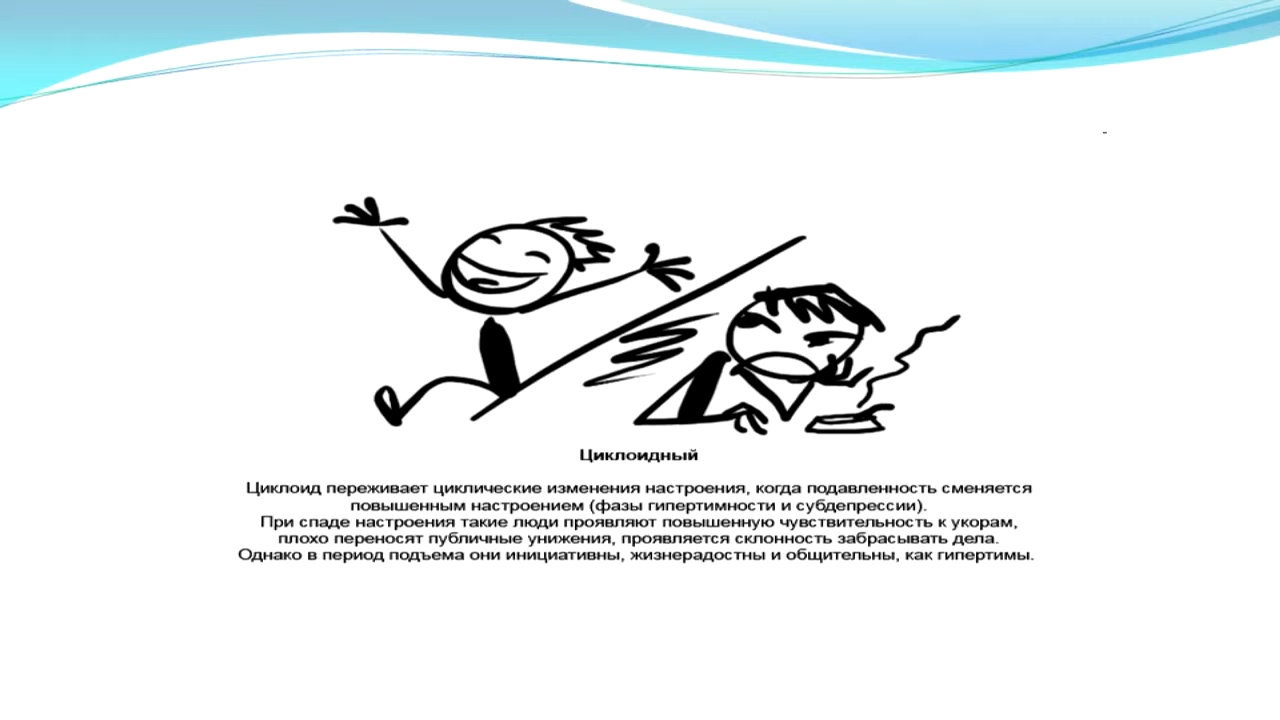 -
Циклоидный
Циклоид переживает циклические изменения настроения, когда подавленность сменяется
повышенным настроением (фазы гипертимности и субдепрессии).
При спаде настроения такие люди проявляют повышенную чувствительность к укорам,
плохо переносят публичные унижения, проявляется склонность забрасывать дела.
Однако в период подъема они инициативны, жизнерадостны и общительны, как гипертимы.